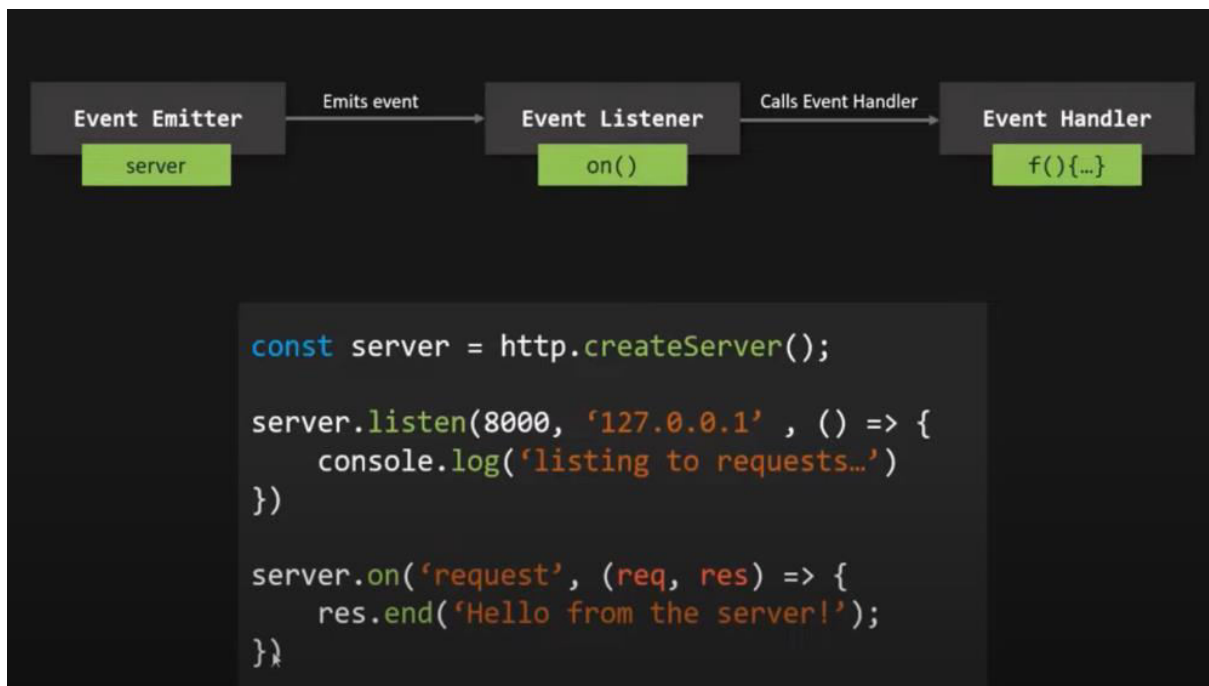 Emits event
Calls Event Handler
Event Emitter
Event Listener
Event Handler
server
on()
f(){…}
const server = http.createServer();
server.listen(8000, ‘127.0.0.1’ , () => {
console.log(‘listing to requests…’)
})
server.on(‘request’, (req, res) => {
res.end(‘Hello from the server!’);
})